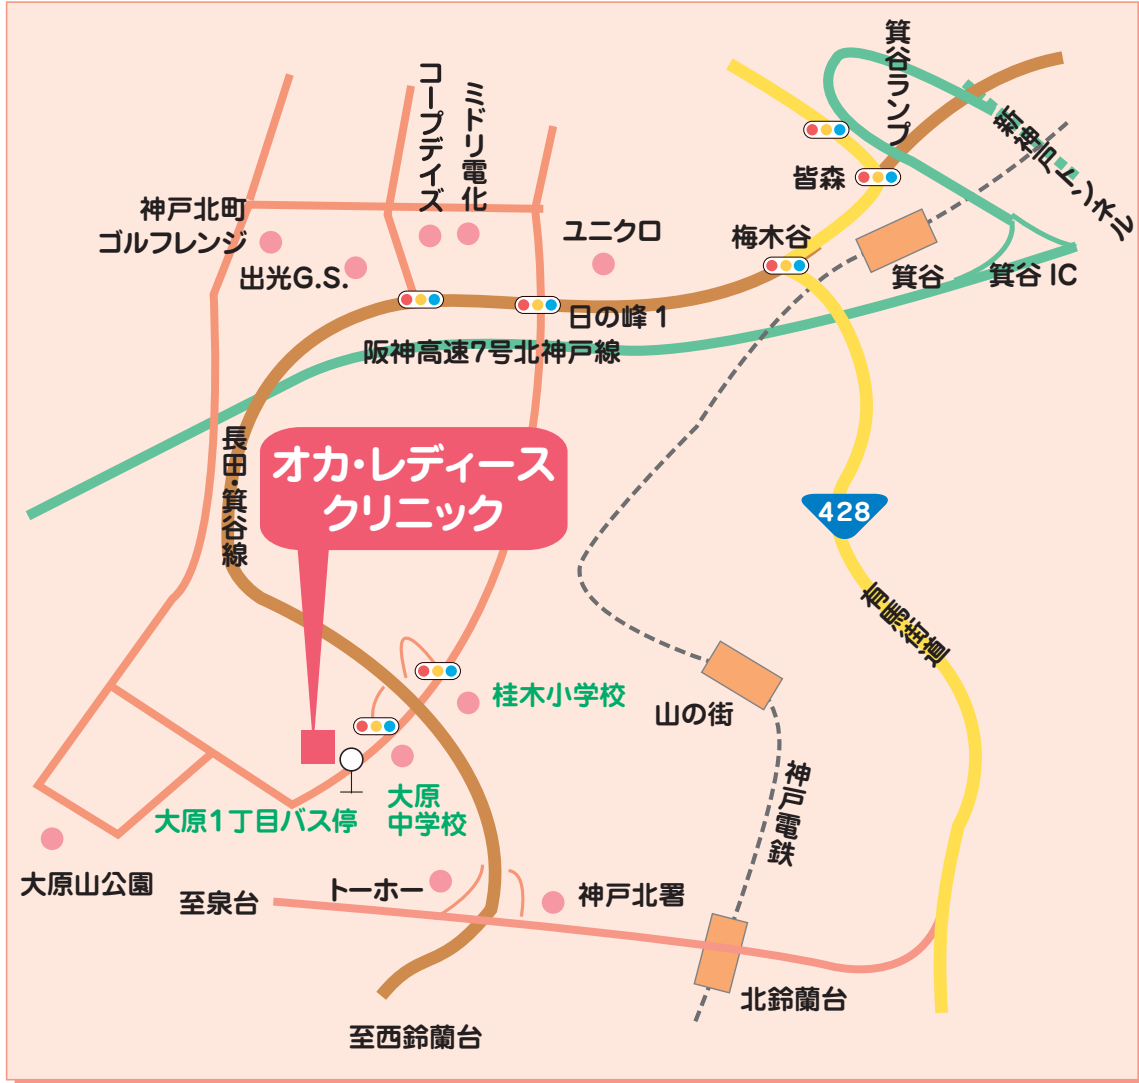 箕谷ランプ
コープデイズ
ミドリ電化
新神戸トンネル
皆森
神戸北町
ゴルフレンジ
ユニクロ
梅木谷
出光G.S.
箕谷
箕谷 IC
日の峰 1
阪神高速7号北神戸線
長田・箕谷線
オカ・レディース
クリニック
428
有馬街道
桂木小学校
山の街
神戸電鉄
大原
中学校
大原1丁目バス停
大原山公園
至泉台
トーホー
神戸北署
北鈴蘭台
至西鈴蘭台